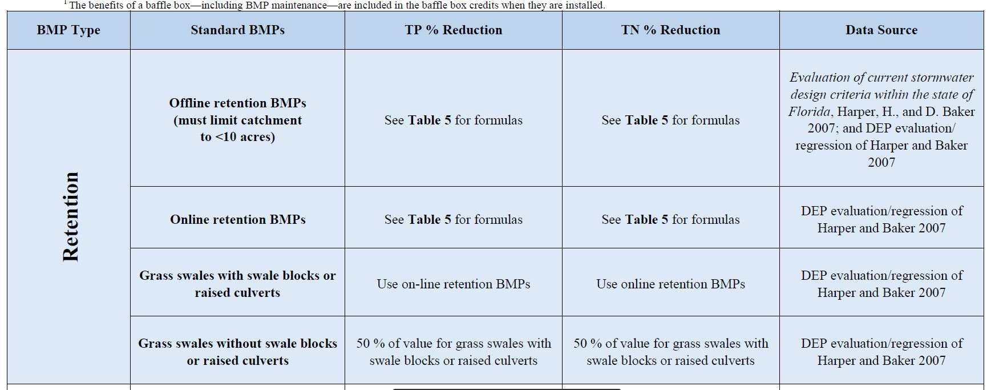 1 The benefits of a baffle box—including BMP maintenance—are included in the baffle box credits when they are installed.
BMP Type
Standard BMPs
TP % Reduction
TN % Reduction
Data Source
Retention
Offline retention BMPs
(must limit catchment
to <10 acres)
See Table 5 for formulas
See Table 5 for formulas
Evaluation of current stormwater
design criteria within the state of
Florida, Harper, H., and D. Baker
2007; and DEP evaluation/
regression of Harper and Baker
2007
Online retention BMPs
See Table 5 for formulas
See Table 5 for formulas
DEP evaluation/regression of
Harper and Baker 2007
Grass swales with swale blocks or
raised culverts
Use on-line retention BMPs
Use online retention BMPs
DEP evaluation/regression of
Harper and Baker 2007
Grass swales without swale blocks
or raised culverts
50 % of value for grass swales with
swale blocks or raised culverts
50 % of value for grass swales with
swale blocks or raised culverts
DEP evaluation/regression of
Harper and Baker 2007